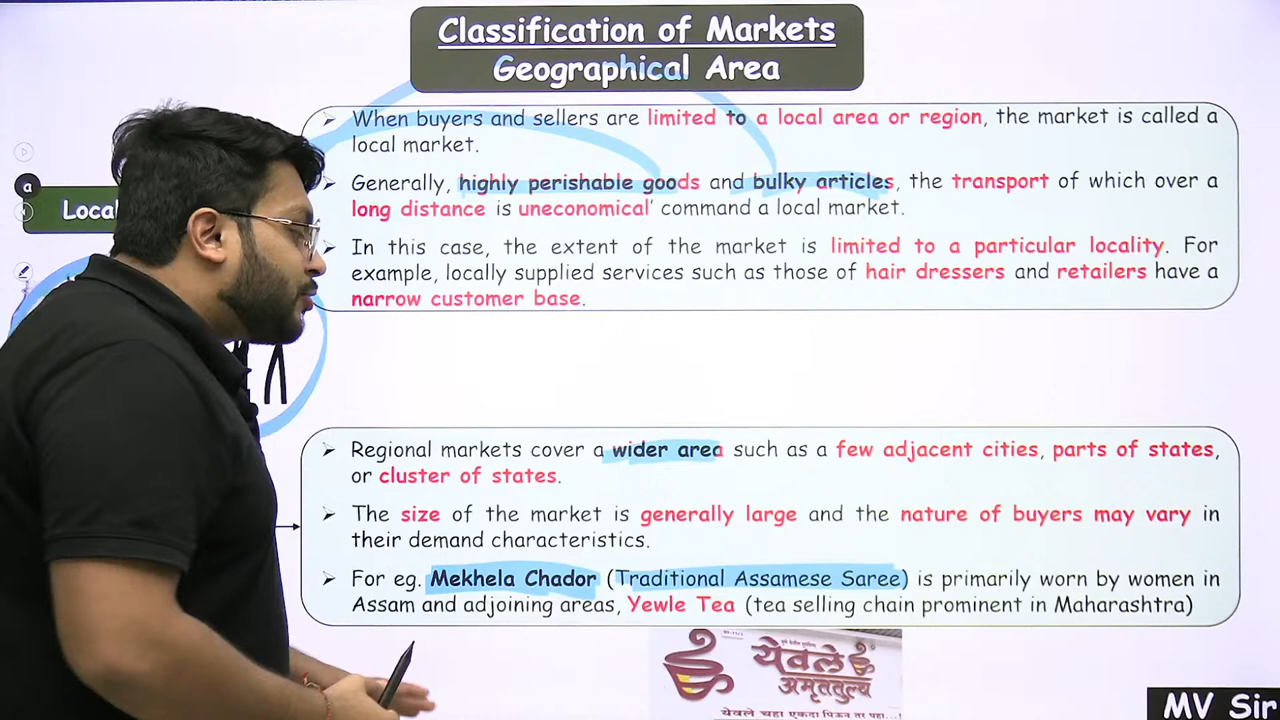 Classification of Markets
Geographical Area
➢ When buyers and sellers are limited to a local area or region, the market is called a
local market.
➢ Generally, highly perishable goods and bulky articles, the transport of which over a
long distance is uneconomical' command a local market.
➢ In this case, the extent of the market is limited to a particular locality. For
example, locally supplied services such as those of hair dressers and retailers have a
narrow customer base.
a
Local
➢ Regional markets cover a wider area such as a few adjacent cities, parts of states,
or cluster of states.
➢ The size of the market is generally large and the nature of buyers may vary in
their demand characteristics.
➢ For eg. Mekhela Chador (Traditional Assamese Saree) is primarily worn by women in
Assam and adjoining areas, Yewle Tea (tea selling chain prominent in Maharashtra)
येवले
अमृततुल्य
येवले चहा एकदा पिऊन तर पहा...!
MV Sir